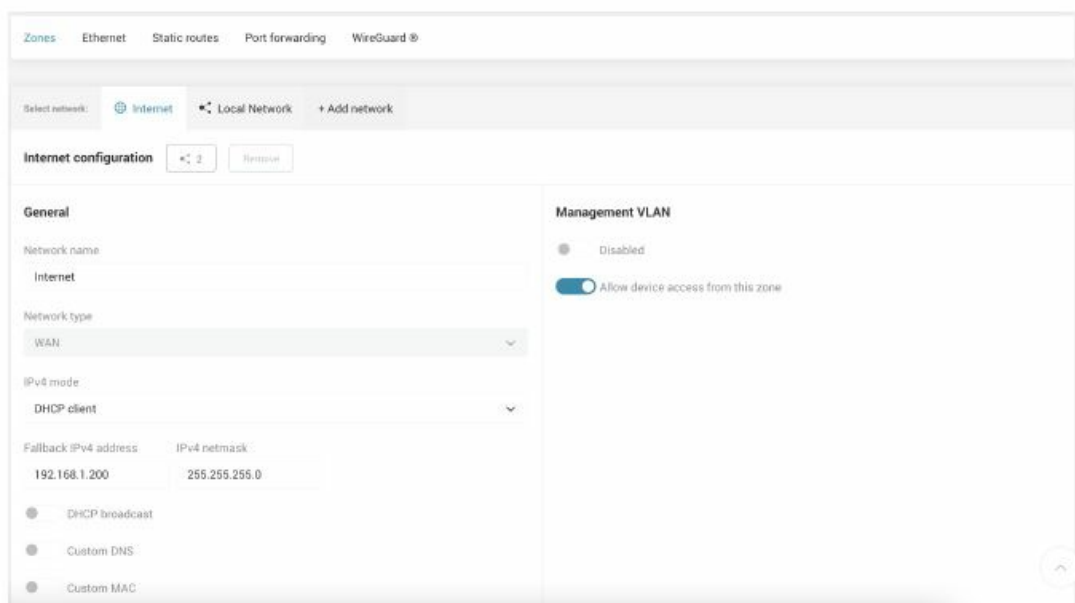 Zones Ethernet Static routes Port forwarding WireGuard ®
Select network: Internet Local Network + Add network
Internet configuration 2 Remove
General
Network name
Internet
Network type
WAN
IPv4 mode
DHCP client
Fallback IPv4 address IPv4 netmask
192.168.1.200 255.255.255.0
DHCP broadcast
Custom DNS
Custom MAC
Management VLAN
Disabled
Allow device access from this zone